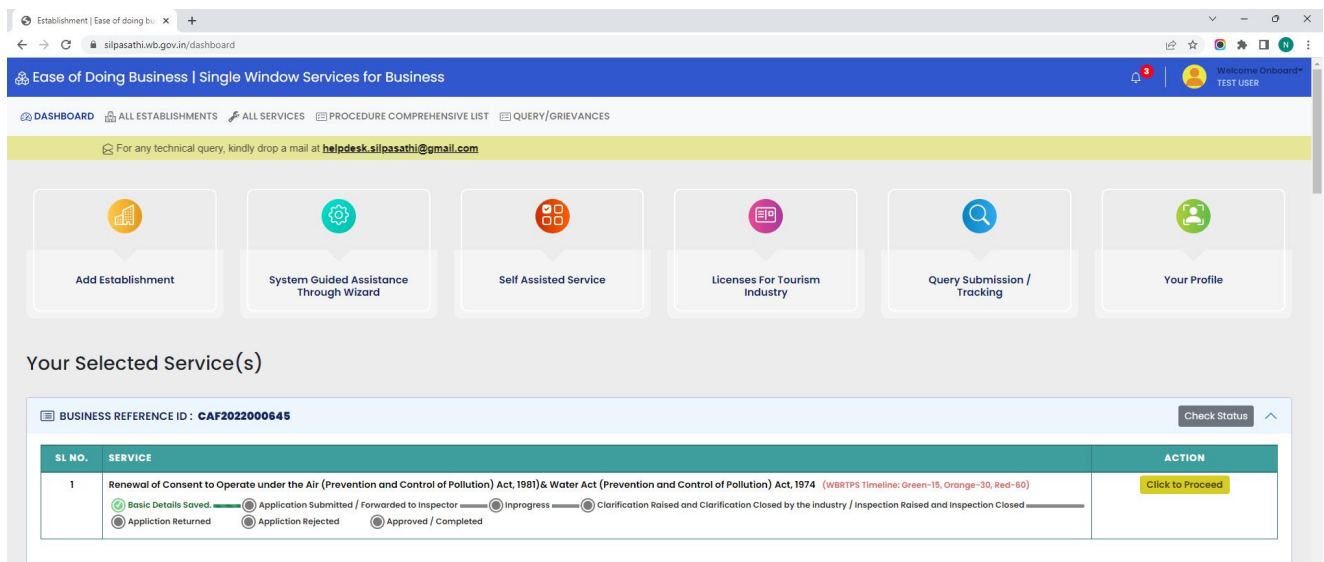 Establishment | Ease of doing bu
silpasathi.wb.gov.in/dashboard
N
Ease of Doing Business | Single Window Services for Business
3
Welcome Onboard
TEST USER
DASHBOARD ALL ESTABLISHMENTS ALL SERVICES PROCEDURE COMPREHENSIVE LIST QUERY/GRIEVANCES
For any technical query, kindly drop a mail at helpdesk.silpasathi@gmail.com
Add Establishment
System Guided Assistance
Through Wizard
Self Assisted Service
Licenses For Tourism
Industry
Query Submission /
Tracking
Your Profile
Your Selected Service(s)
BUSINESS REFERENCE ID : CAF2022000645
Check Status
SL NO. SERVICE ACTION
1 Renewal of Consent to Operate under the Air (Prevention and Control of Pollution) Act, 1981)& Water Act (Prevention and Control of Pollution) Act, 1974 (WBRTPS Timeline: Green-15, Orange-30, Red-60) Click to Proceed
Basic Details Saved. Application Submitted / Forwarded to Inspector Inprogress Clarification Raised and Clarification Closed by the industry / Inspection Raised and Inspection Closed
Appliction Returned Appliction Rejected Approved / Completed